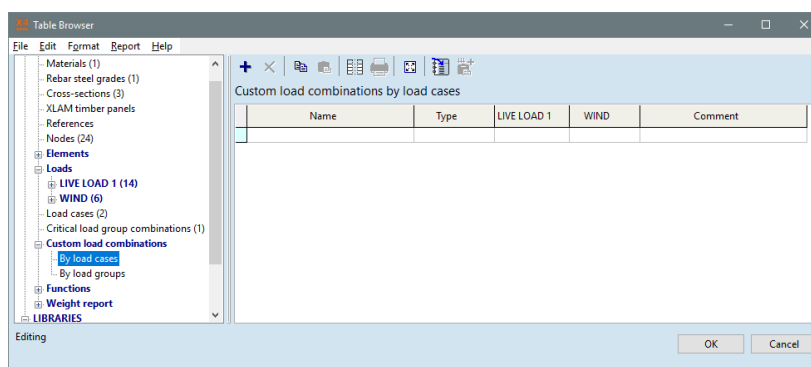 Table Browser
File Edit Format Report Help
Materials (1)
Rebar steel grades (1)
Cross-sections (3)
XLAM timber panels
References
Nodes (24)
Elements
Loads
LIVE LOAD 1 (14)
WIND (6)
Load cases (2)
Critical load group combinations (1)
Custom load combinations
By load cases
By load groups
Functions
Weight report
LIBRARIES
Custom load combinations by load cases
Name Type LIVE LOAD 1 WIND Comment
Editing
OK Cancel